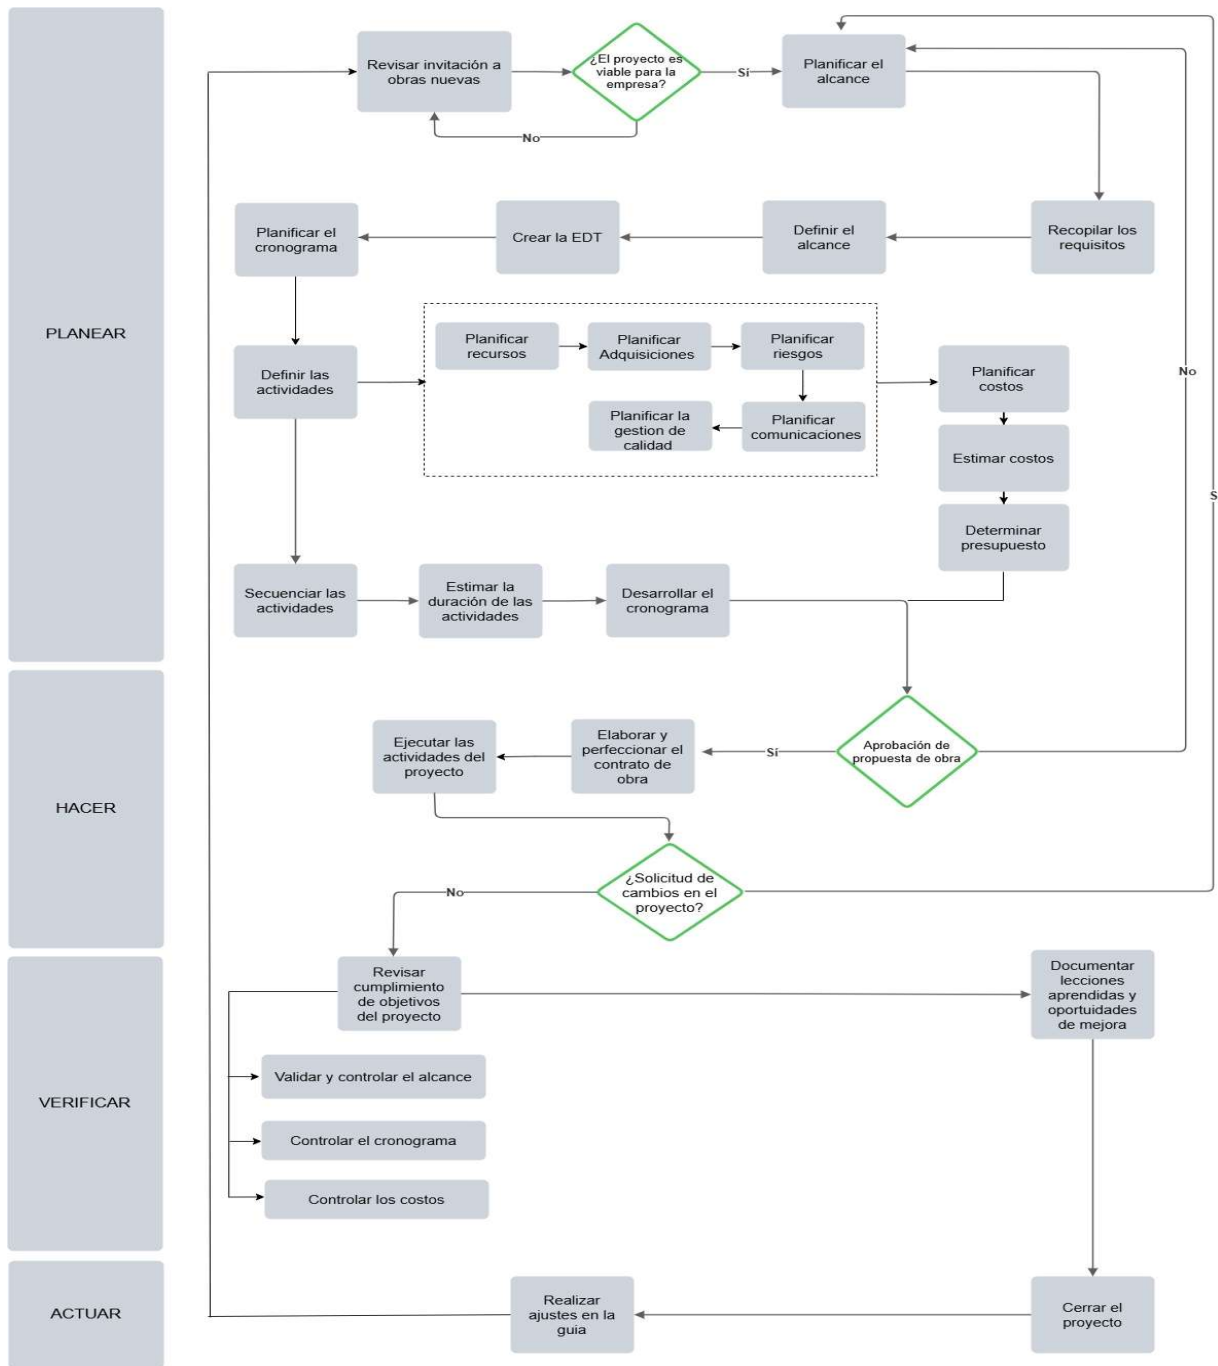 Revisar invitación a
obras nuevas
¿El proyecto es
viable para la
empresa?
Sí
No
Planificar el
alcance
Planificar el
cronograma
Crear la EDT
Definir el
alcance
Recopilar los
requisitos
PLANEAR
Definir las
actividades
Planificar
recursos
Planificar
Adquisiciones
Planificar
riesgos
Planificar la
gestion de
calidad
Planificar
comunicaciones
Planificar
costos
No
Estimar costos
S
Determinar
presupuesto
Secuenciar las
actividades
Estimar la
duración de las
actividades
Desarrollar el
cronograma
HACER
Ejecutar las
actividades del
proyecto
Elaborar y
perfeccionar el
contrato de
obra
Sí
Aprobación de
propuesta de obra
¿Solicitud de
cambios en el
proyecto?
No
VERIFICAR
Revisar
cumplimiento
de objetivos
del proyecto
Documentar
lecciones
aprendidas y
oportuidades
de mejora
Validar y controlar el alcance
Controlar el cronograma
Controlar los costos
ACTUAR
Realizar
ajustes en la
guia
Cerrar el
proyecto